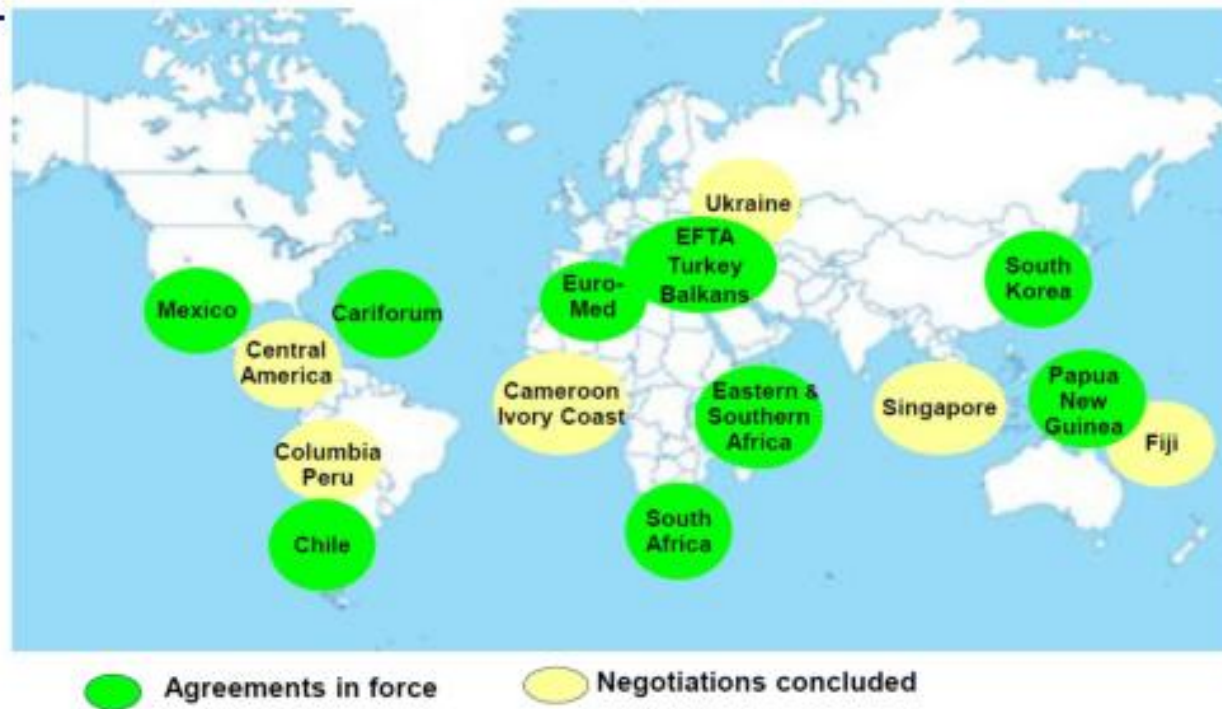 Ukraine
EFTA
Turkey
Balkans
Euro-
Med
South
Korea
Mexico
Cariforum
Central
America
Cameroon
Ivory Coast
Eastern &
Southern
Africa
Singapore
Papua
New
Guinea
Fiji
Columbia
Peru
Chile
South
Africa
Agreements in force
Negotiations concluded